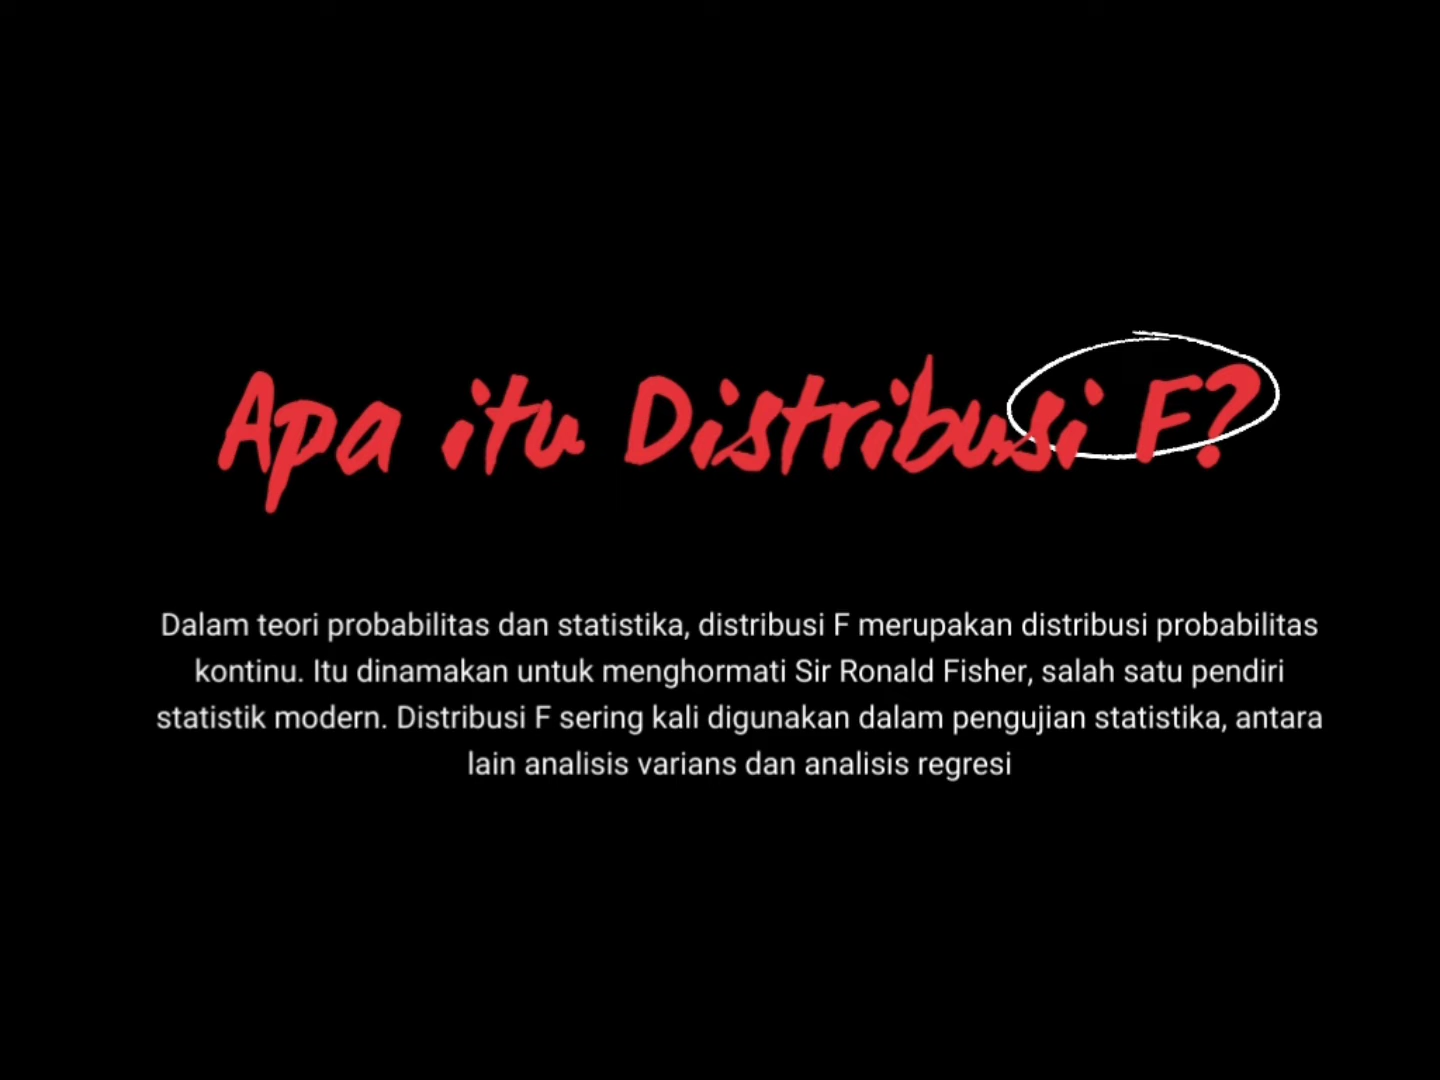 Apa itu Distribusi F?
Dalam teori probabilitas dan statistika, distribusi F merupakan distribusi probabilitas
kontinu. Itu dinamakan untuk menghormati Sir Ronald Fisher, salah satu pendiri
statistik modern. Distribusi F sering kali digunakan dalam pengujian statistika, antara
lain analisis varians dan analisis regresi